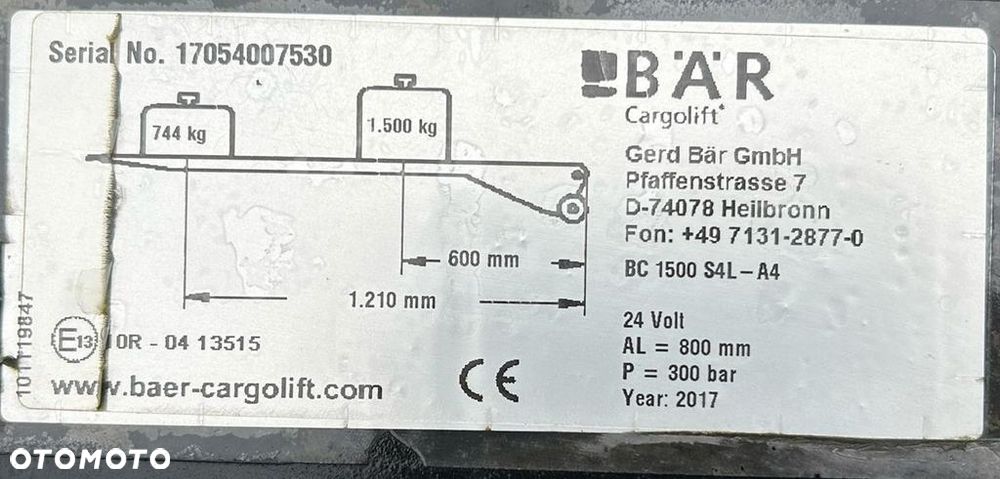 Serial No. 17054007530
BÄR
Cargolift
744 kg
1.500 kg
Gerd Bär GmbH
Pfaffenstrasse 7
D-74078 Heilbronn
Fon: +49 7131-2877-0
600 mm
BC 1500 S4L-A4
1.210 mm
24 Volt
AL = 800 mm
P = 300 bar
Year: 2017
E13 10R - 04 13515
CE
www.baer-cargolift.com
101119847
OTOMOTO